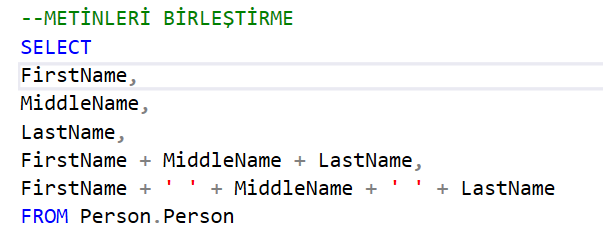 --METİNLERİ BİRLEŞTİRME
SELECT
FirstName,
MiddleName,
LastName,
FirstName + MiddleName + LastName,
FirstName + ' ' + MiddleName + ' ' + LastName
FROM Person.Person